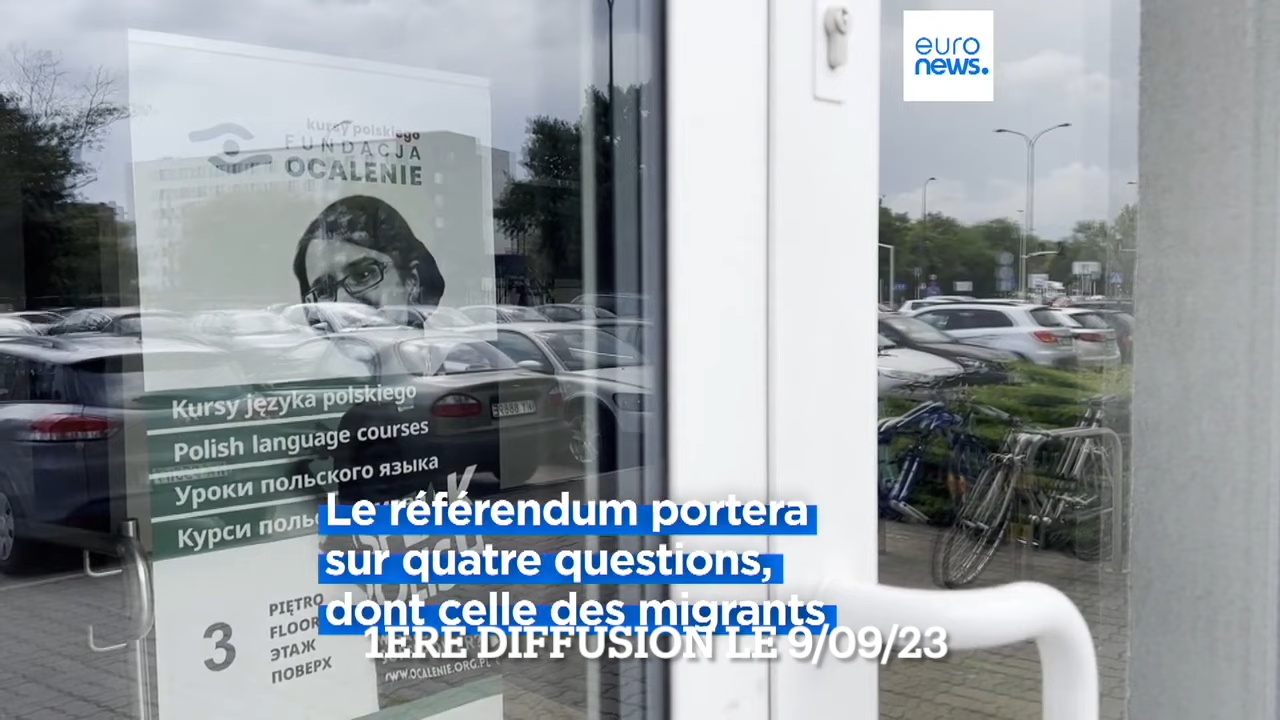 euro
news.
kursy polskiego
FUNDACJA
OCALENIE
Kursy języka polskiego
Polish language courses
Уроки польского языка
Курси поль
Le référendum portera
sur quatre questions,
dont celle des migrants
1ERE DIFFUSION LE 9/09/23
3
PIĘTRO
FLOOR
ЭТАЖ
ПОВЕРХ
WWW.OCALENIE.ORG.PL